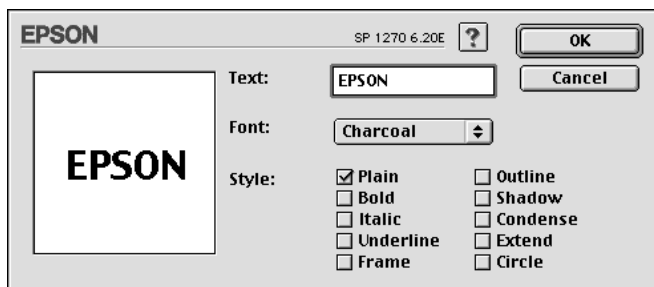 EPSON
SP 1270 6.20E
?
OK
Text:
EPSON
Cancel
Font:
Charcoal
EPSON
Style:
Plain
Outline
Bold
Shadow
Italic
Condense
Underline
Extend
Frame
Circle